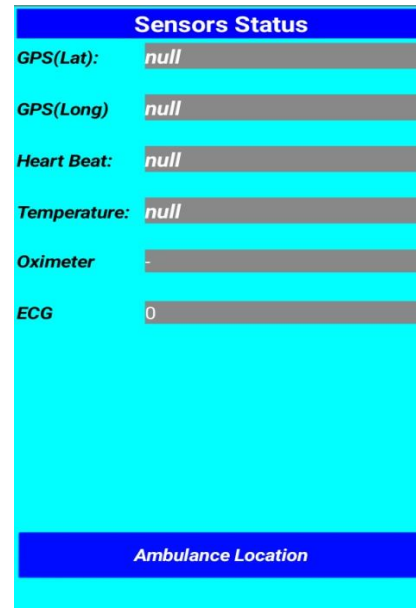 Sensors Status
GPS(Lat): null
GPS(Long) null
Heart Beat: null
Temperature: null
Oximeter -
ECG 0
Ambulance Location